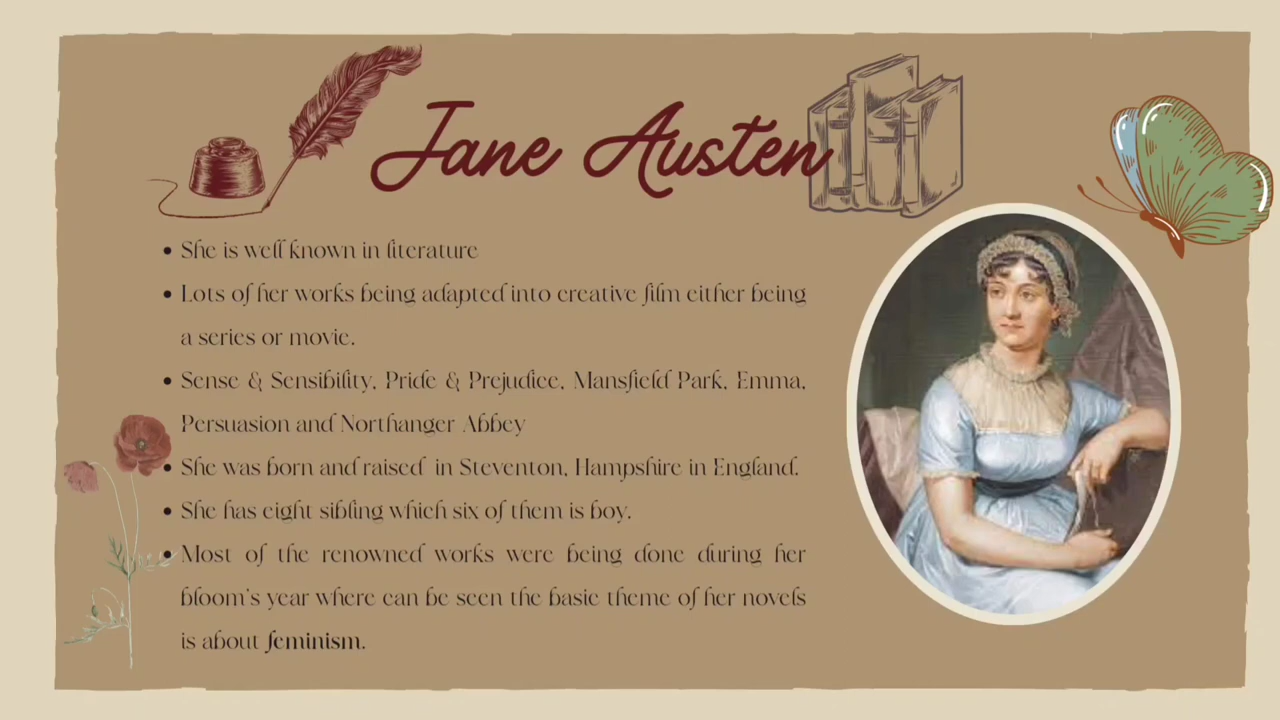 Jane Austen
• She is well known in literature
• Lots of her works being adapted into creative film either being
a series or movie.
• Sense & Sensibility, Pride & Prejudice, Mansfield Park, Emma,
Persuasion and Northanger Abbey
• She was born and raised in Steventon, Hampshire in England.
• She has eight sibling which six of them is boy.
• Most of the renowned works were being done during her
bloom's year where can be seen the basic theme of her novels
is about feminism.